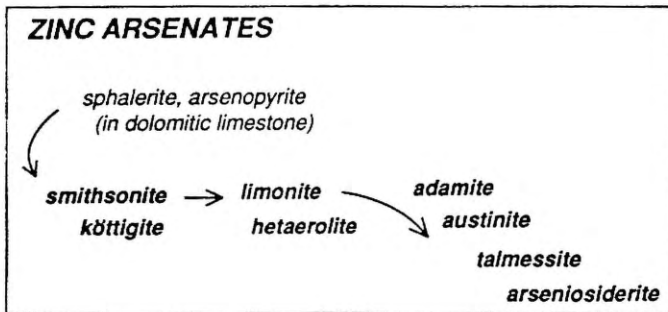 ZINC ARSENATES
sphalerite, arsenopyrite
(in dolomitic limestone)
smithsonite limonite adamite
köttigite hetaerolite austinite
talmessite
arseniosiderite